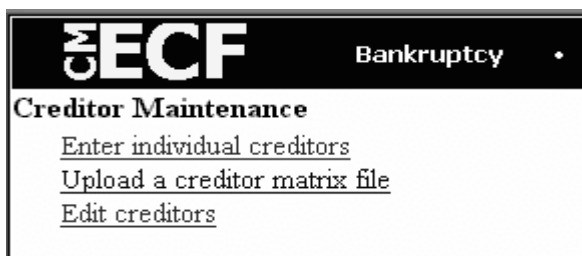 CM ECF Bankruptcy •
Creditor Maintenance
Enter individual creditors
Upload a creditor matrix file
Edit creditors